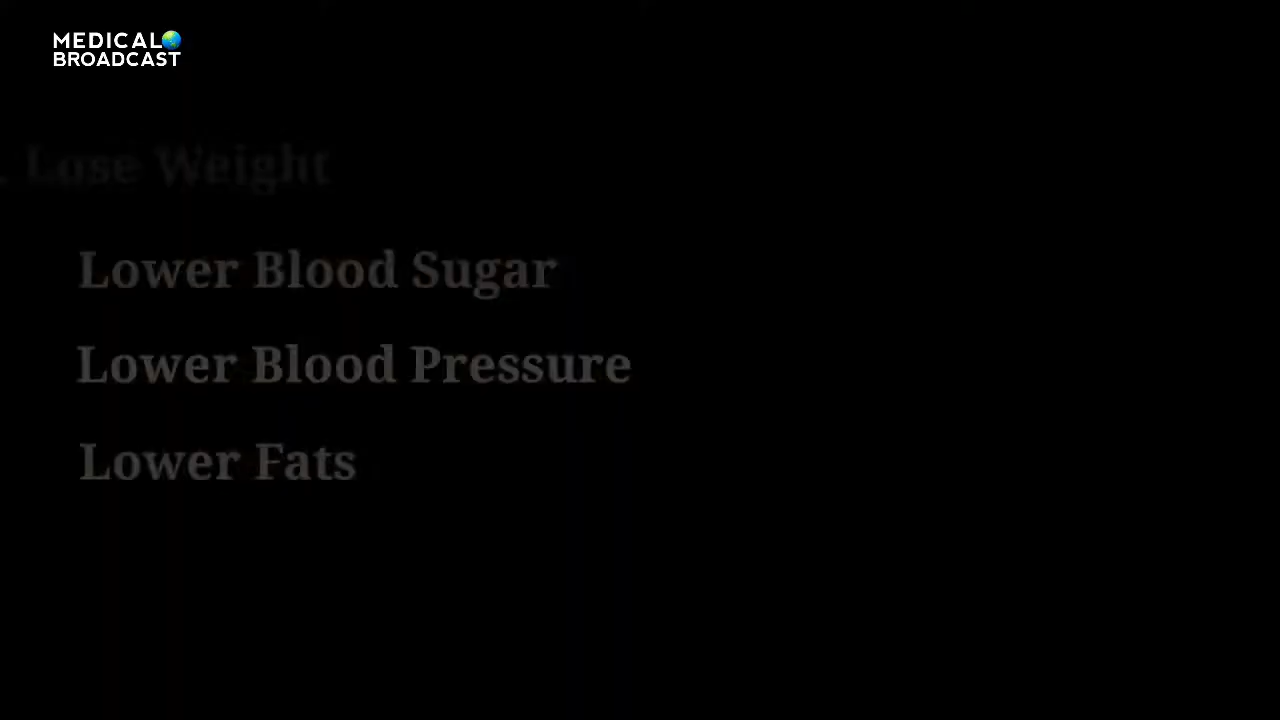 MEDICAL
BROADCAST
. Lose Weight
Lower Blood Sugar
Lower Blood Pressure
Lower Fats